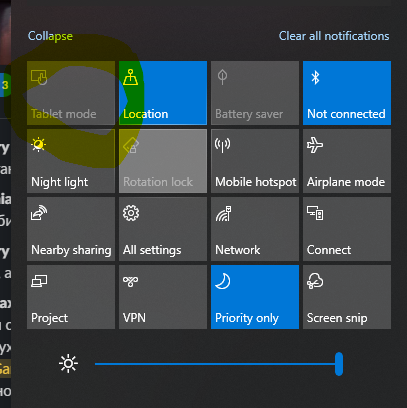 Collapse
Clear all notifications
3
Tablet mode
Location
Battery saver
Not connected
Night light
Rotation lock
Mobile hotspot
Airplane mode
Nearby sharing
All settings
Network
Connect
Project
VPN
Priority only
Screen snip